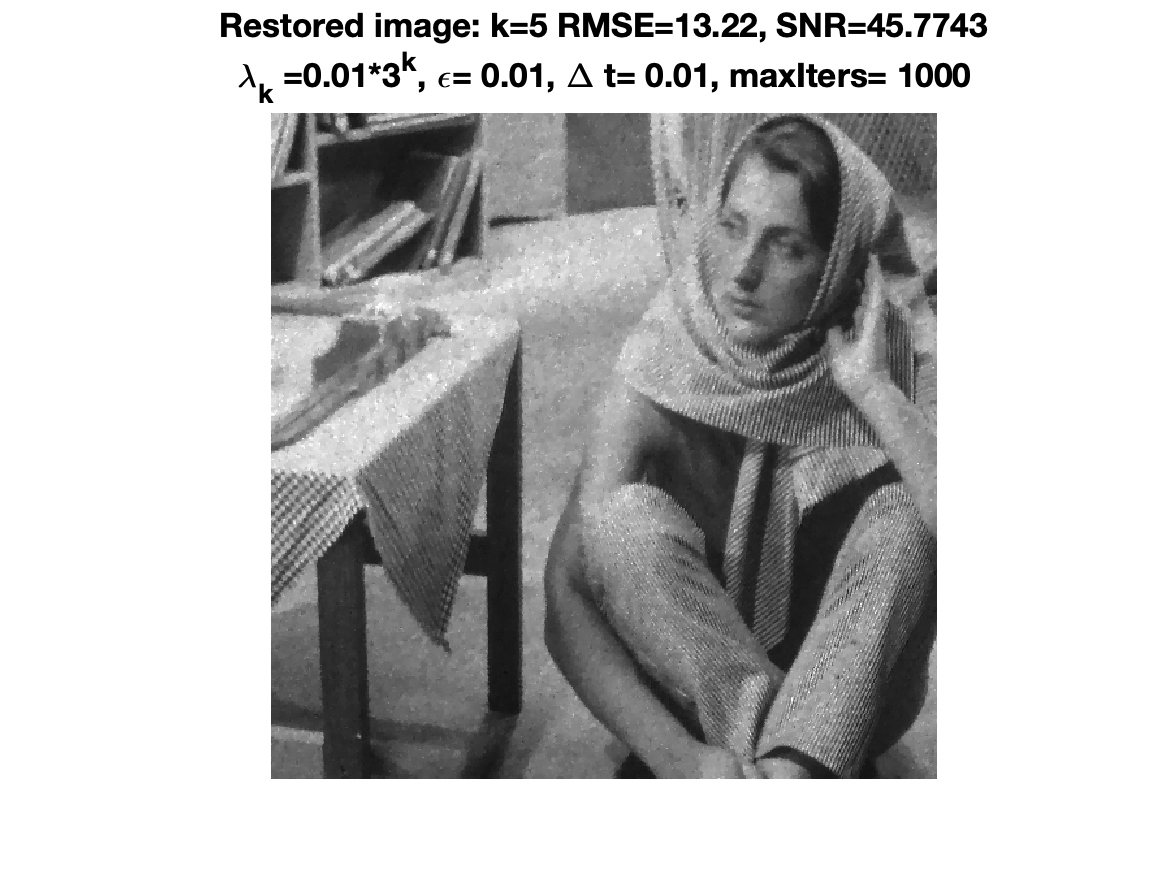 Restored image: k=5 RMSE=13.22, SNR=45.7743
λₖ =0.01*3ᵏ, ϵ= 0.01, Δ t= 0.01, maxIters= 1000